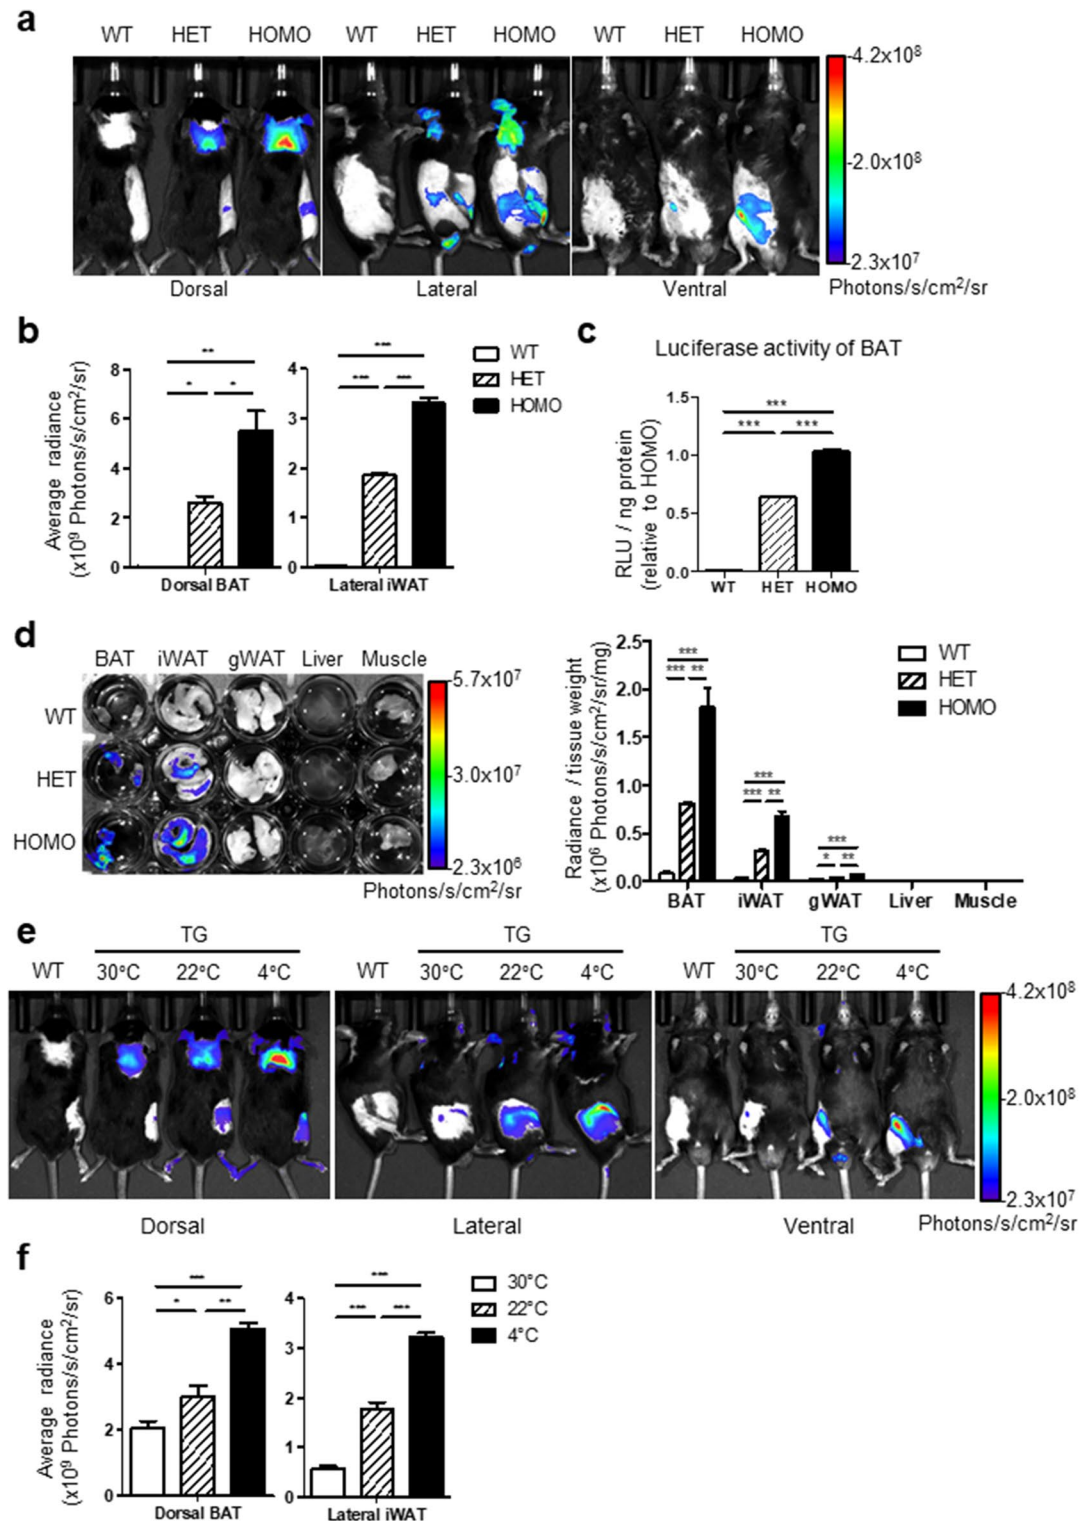 a
WT HET HOMO WT HET HOMO WT HET HOMO
4.2x10⁸
2.0x10⁸
2.3x10⁷
Dorsal Lateral Ventral Photons/s/cm²/sr
b
Average radiance
(x10⁹ Photons/s/cm²/sr)
8
6
4
2
0
** * *
Dorsal BAT
4
3
2
1
0
*** *** ***
Lateral iWAT
WT
HET
HOMO
c
Luciferase activity of BAT
RLU / ng protein
(relative to HOMO)
1.5
1.0
0.5
0.0
***
*** ***
WT HET HOMO
d
BAT iWAT gWAT Liver Muscle
WT
HET
HOMO
5.7x10⁷
3.0x10⁷
2.3x10⁶
Photons/s/cm²/sr
Radiance / tissue weight
(x10⁶ Photons/s/cm²/sr/mg)
2.5
2.0
1.5
1.0
0.5
0.0
***
*** **
***
*** **
***
* **
BAT iWAT gWAT Liver Muscle
WT
HET
HOMO
e
TG TG TG
WT 30°C 22°C 4°C WT 30°C 22°C 4°C WT 30°C 22°C 4°C
4.2x10⁸
2.0x10⁸
2.3x10⁷
Dorsal Lateral Ventral Photons/s/cm²/sr
f
Average radiance
(x10⁹ Photons/s/cm²/sr)
6
4
2
0
***
* **
Dorsal BAT
4
3
2
1
0
***
*** ***
Lateral iWAT
30°C
22°C
4°C